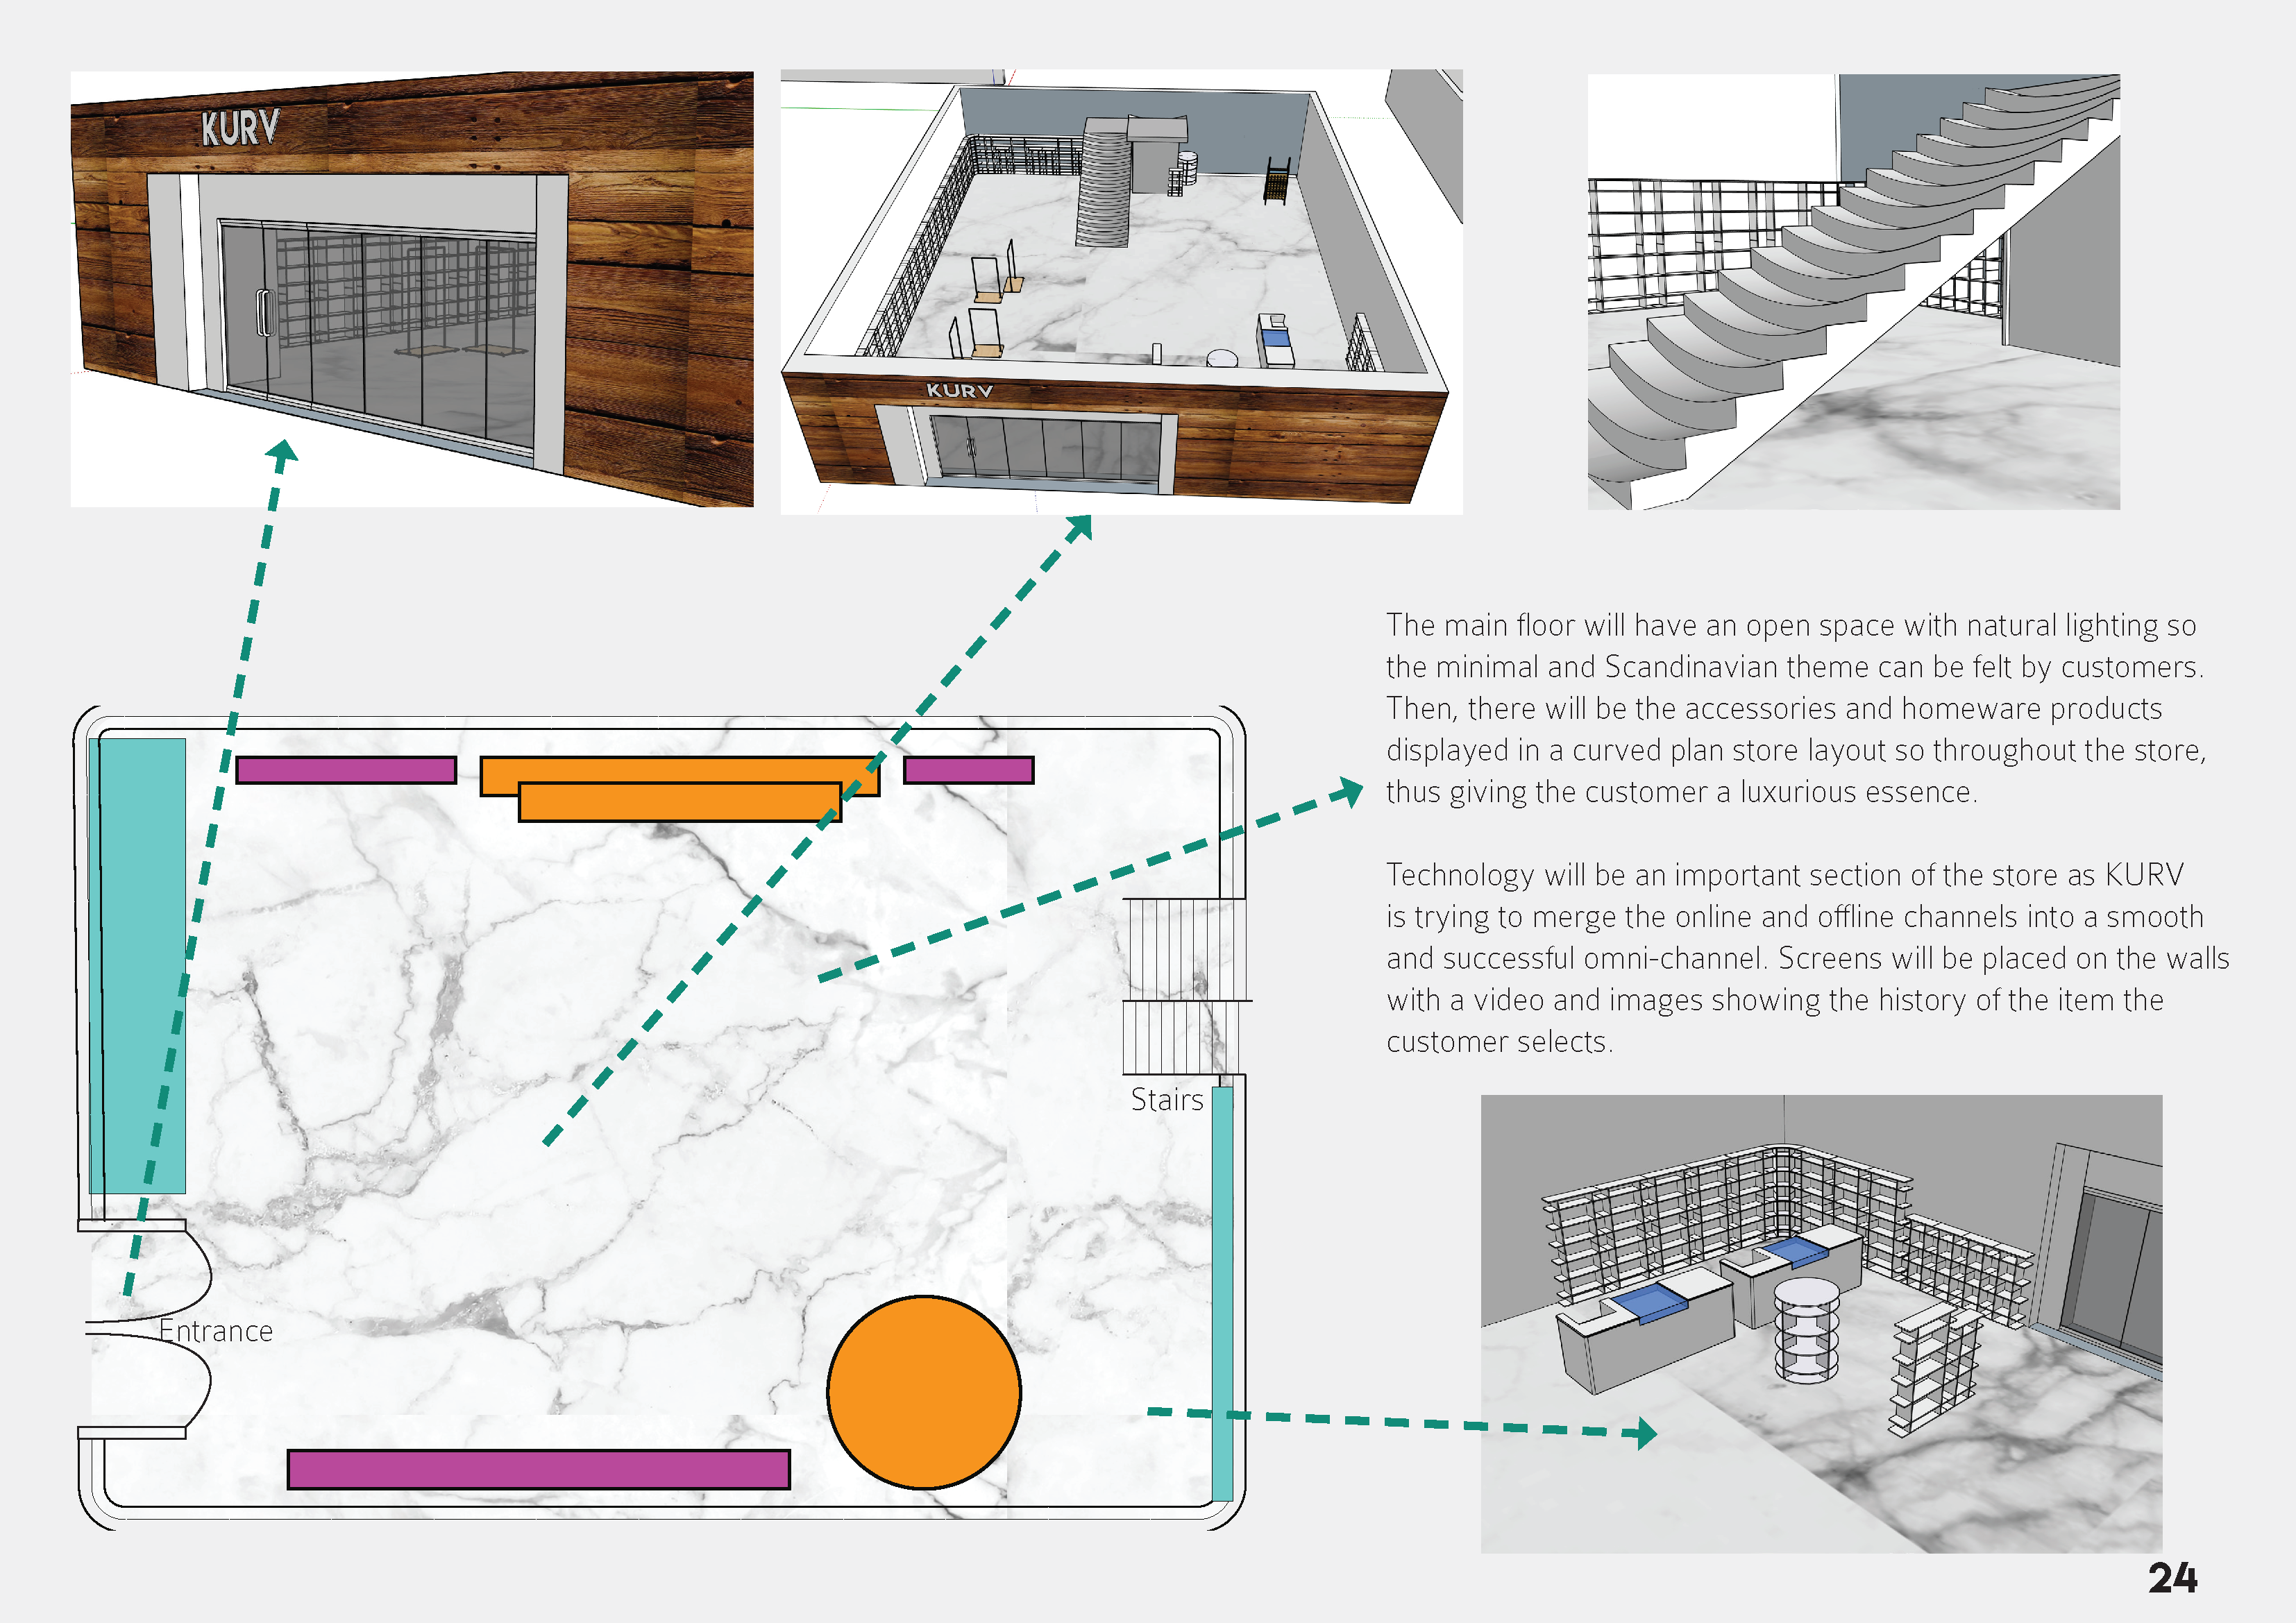 KURV
KURV
The main floor will have an open space with natural lighting so
the minimal and Scandinavian theme can be felt by customers.
Then, there will be the accessories and homeware products
displayed in a curved plan store layout so throughout the store,
thus giving the customer a luxurious essence.
Technology will be an important section of the store as KURV
is trying to merge the online and offline channels into a smooth
and successful omni-channel. Screens will be placed on the walls
with a video and images showing the history of the item the
customer selects.
Stairs
Entrance
24